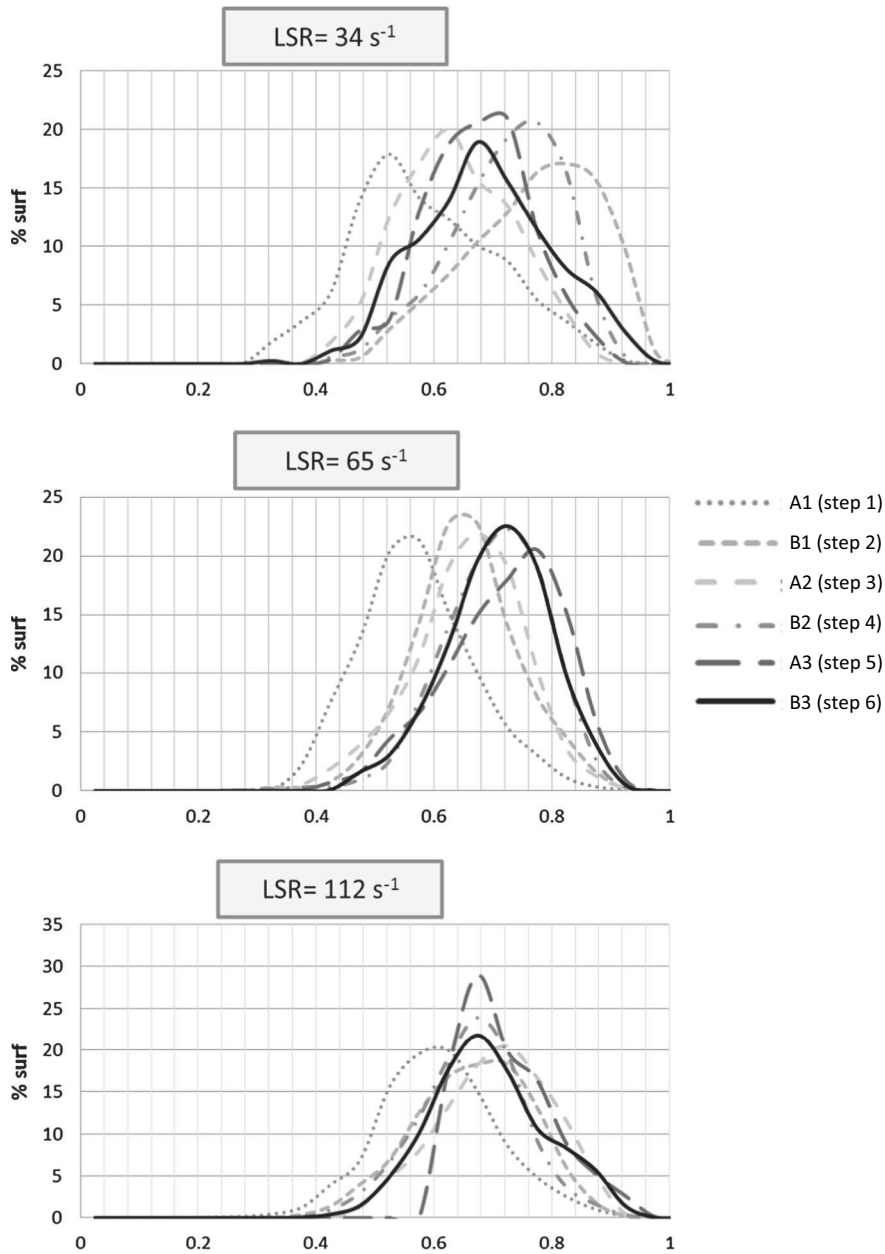 LSR= 34 s-1
25
20
15
10
5
0
% surf
0 0.2 0.4 0.6 0.8 1
LSR= 65 s-1
25
20
15
10
5
0
% surf
0 0.2 0.4 0.6 0.8 1
A1 (step 1)
B1 (step 2)
A2 (step 3)
B2 (step 4)
A3 (step 5)
B3 (step 6)
LSR= 112 s-1
35
30
25
20
15
10
5
0
% surf
0 0.2 0.4 0.6 0.8 1